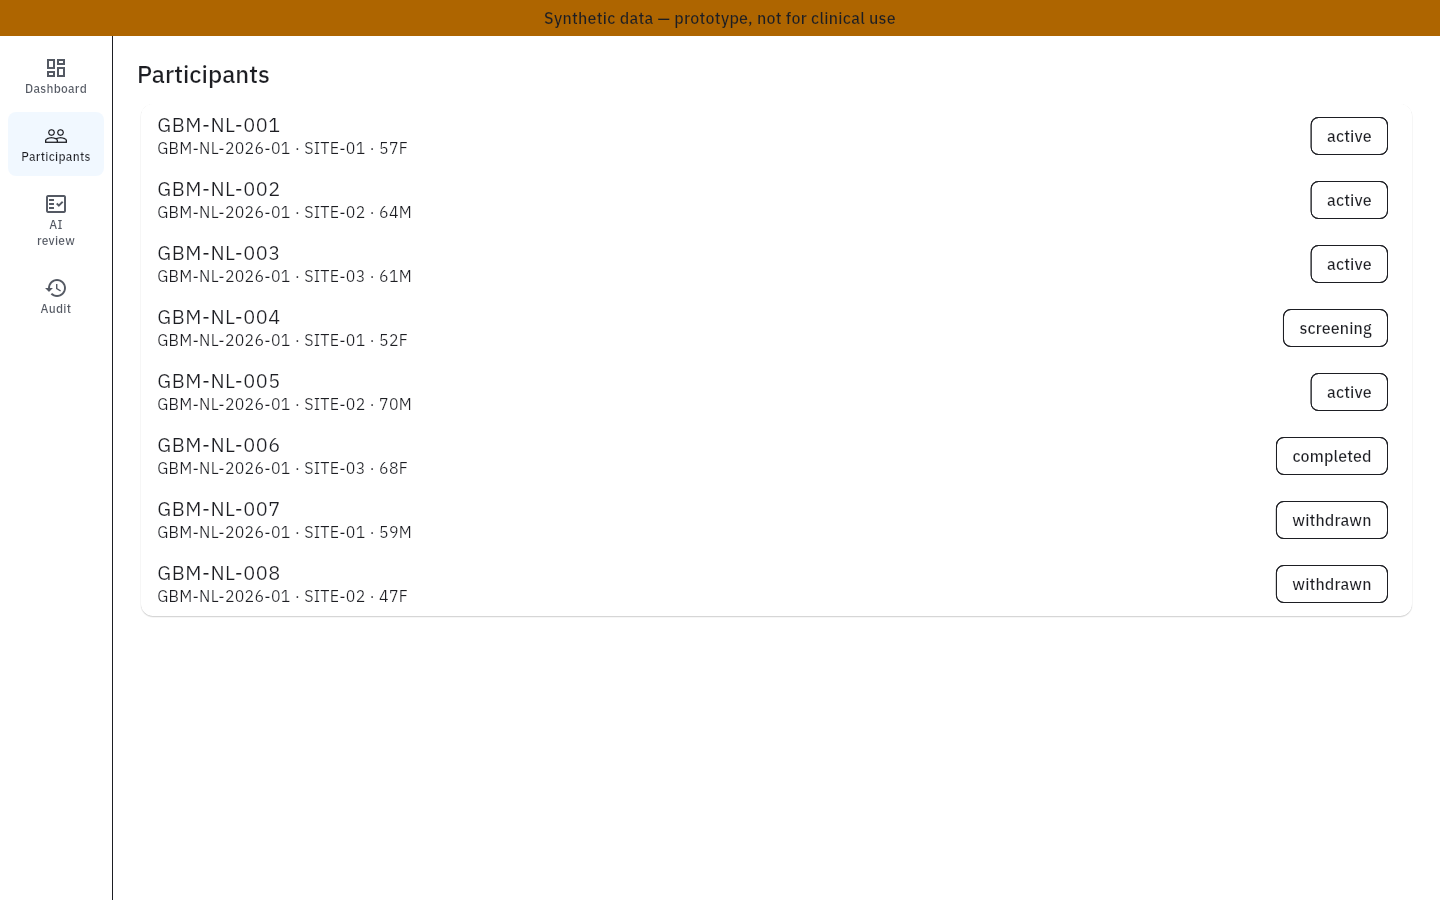 Synthetic data — prototype, not for clinical use
Dashboard
Participants
AI
review
Audit
Participants
GBM-NL-001
GBM-NL-2026-01 · SITE-01 · 57F
active
GBM-NL-002
GBM-NL-2026-01 · SITE-02 · 64M
active
GBM-NL-003
GBM-NL-2026-01 · SITE-03 · 61M
active
GBM-NL-004
GBM-NL-2026-01 · SITE-01 · 52F
screening
GBM-NL-005
GBM-NL-2026-01 · SITE-02 · 70M
active
GBM-NL-006
GBM-NL-2026-01 · SITE-03 · 68F
completed
GBM-NL-007
GBM-NL-2026-01 · SITE-01 · 59M
withdrawn
GBM-NL-008
GBM-NL-2026-01 · SITE-02 · 47F
withdrawn